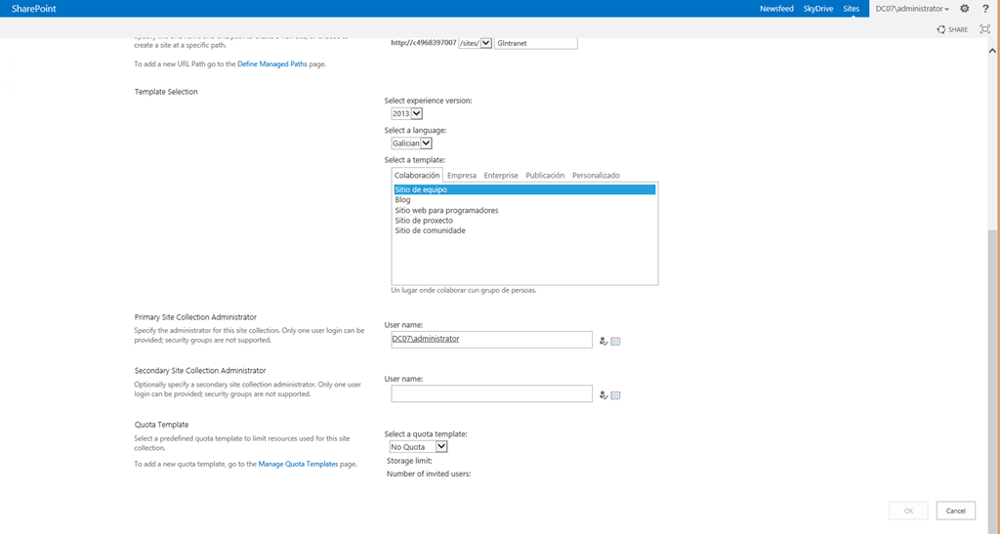 SharePoint
Newsfeed SkyDrive Sites DC07\administrator ?
SHARE
create a site at a specific path.
http://c4968397007 /sites/ GIntranet
To add a new URL Path go to the Define Managed Paths page.
Template Selection
Select experience version:
2013
Select a language:
Galician
Select a template:
Colaboración Empresa Enterprise Publicación Personalizado
Sitio de equipo
Blog
Sitio web para programadores
Sitio de proxecto
Sitio de comunidade
Un lugar onde colaborar cun grupo de persoas.
Primary Site Collection Administrator
Specify the administrator for this site collection. Only one user login can be
provided; security groups are not supported.
User name:
DC07\administrator
Secondary Site Collection Administrator
Optionally specify a secondary site collection administrator. Only one user
login can be provided; security groups are not supported.
User name:
Quota Template
Select a predefined quota template to limit resources used for this site
collection.
To add a new quota template, go to the Manage Quota Templates page.
Select a quota template:
No Quota
Storage limit:
Number of invited users:
OK
Cancel